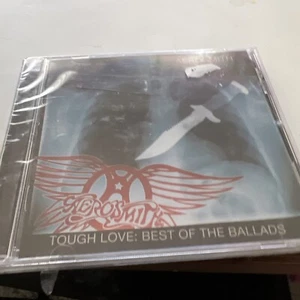 AEROSMITH
TOUGH LOVE: BEST OF THE BALLADS